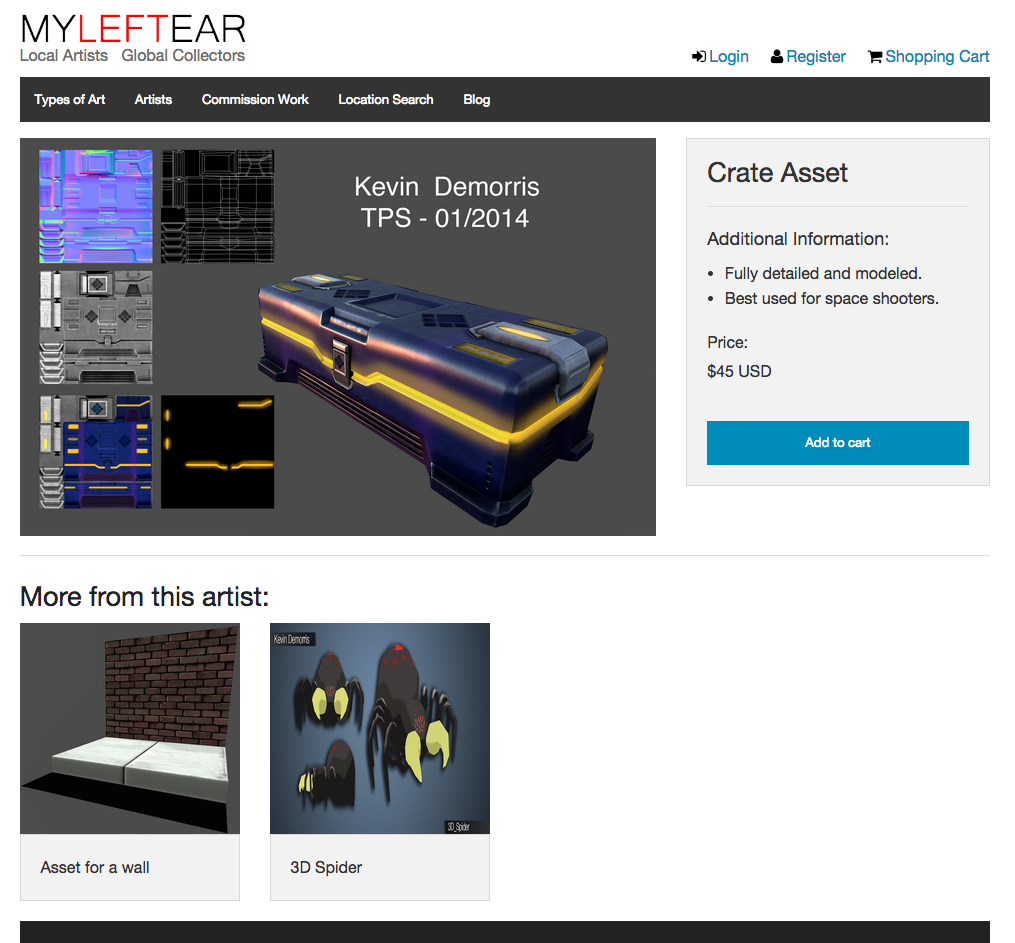 MYLEFTEAR
Local Artists Global Collectors
Login Register Shopping Cart
Types of Art Artists Commission Work Location Search Blog
Kevin Demorris
TPS - 01/2014
Crate Asset
Additional Information:
• Fully detailed and modeled.
• Best used for space shooters.
Price:
$45 USD
Add to cart
More from this artist:
Kevin Demorris
3D_Spider
Asset for a wall
3D Spider